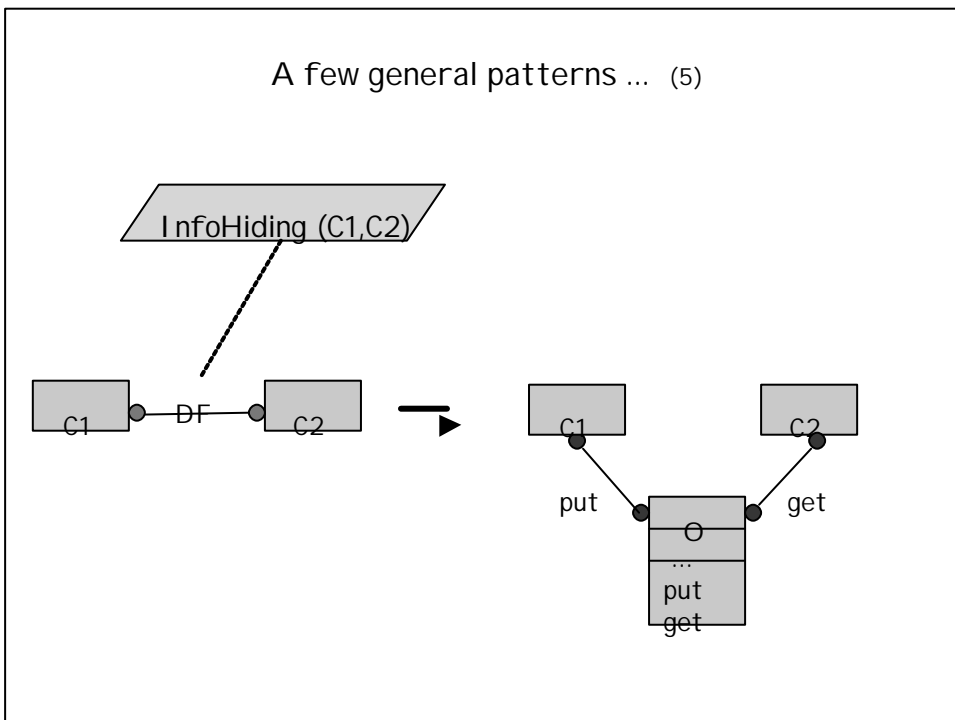 A few general patterns ... (5)
InfoHiding (C1,C2)
C1
DF
C2
C1
C2
put
get
O
...
put
get